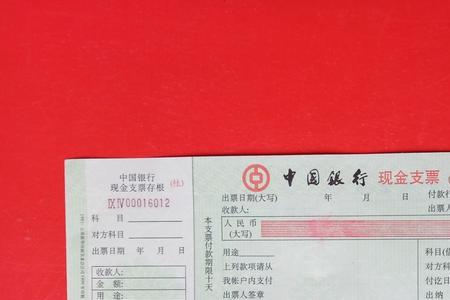 中国银行
现金支票存根
IX IV 00016012
科 目
对方科目
出票日期 年 月 日
收款人:
金 额:
用 途:
本支票付款期限十天
中国银行 现金支票
出票日期(大写) 年 月 日
收款人:
人 民 币
(大写)
用途
上列款项请从
我帐户内支付
出票人签章
付款行
出票人
科目
对方科
付讫日
出纳